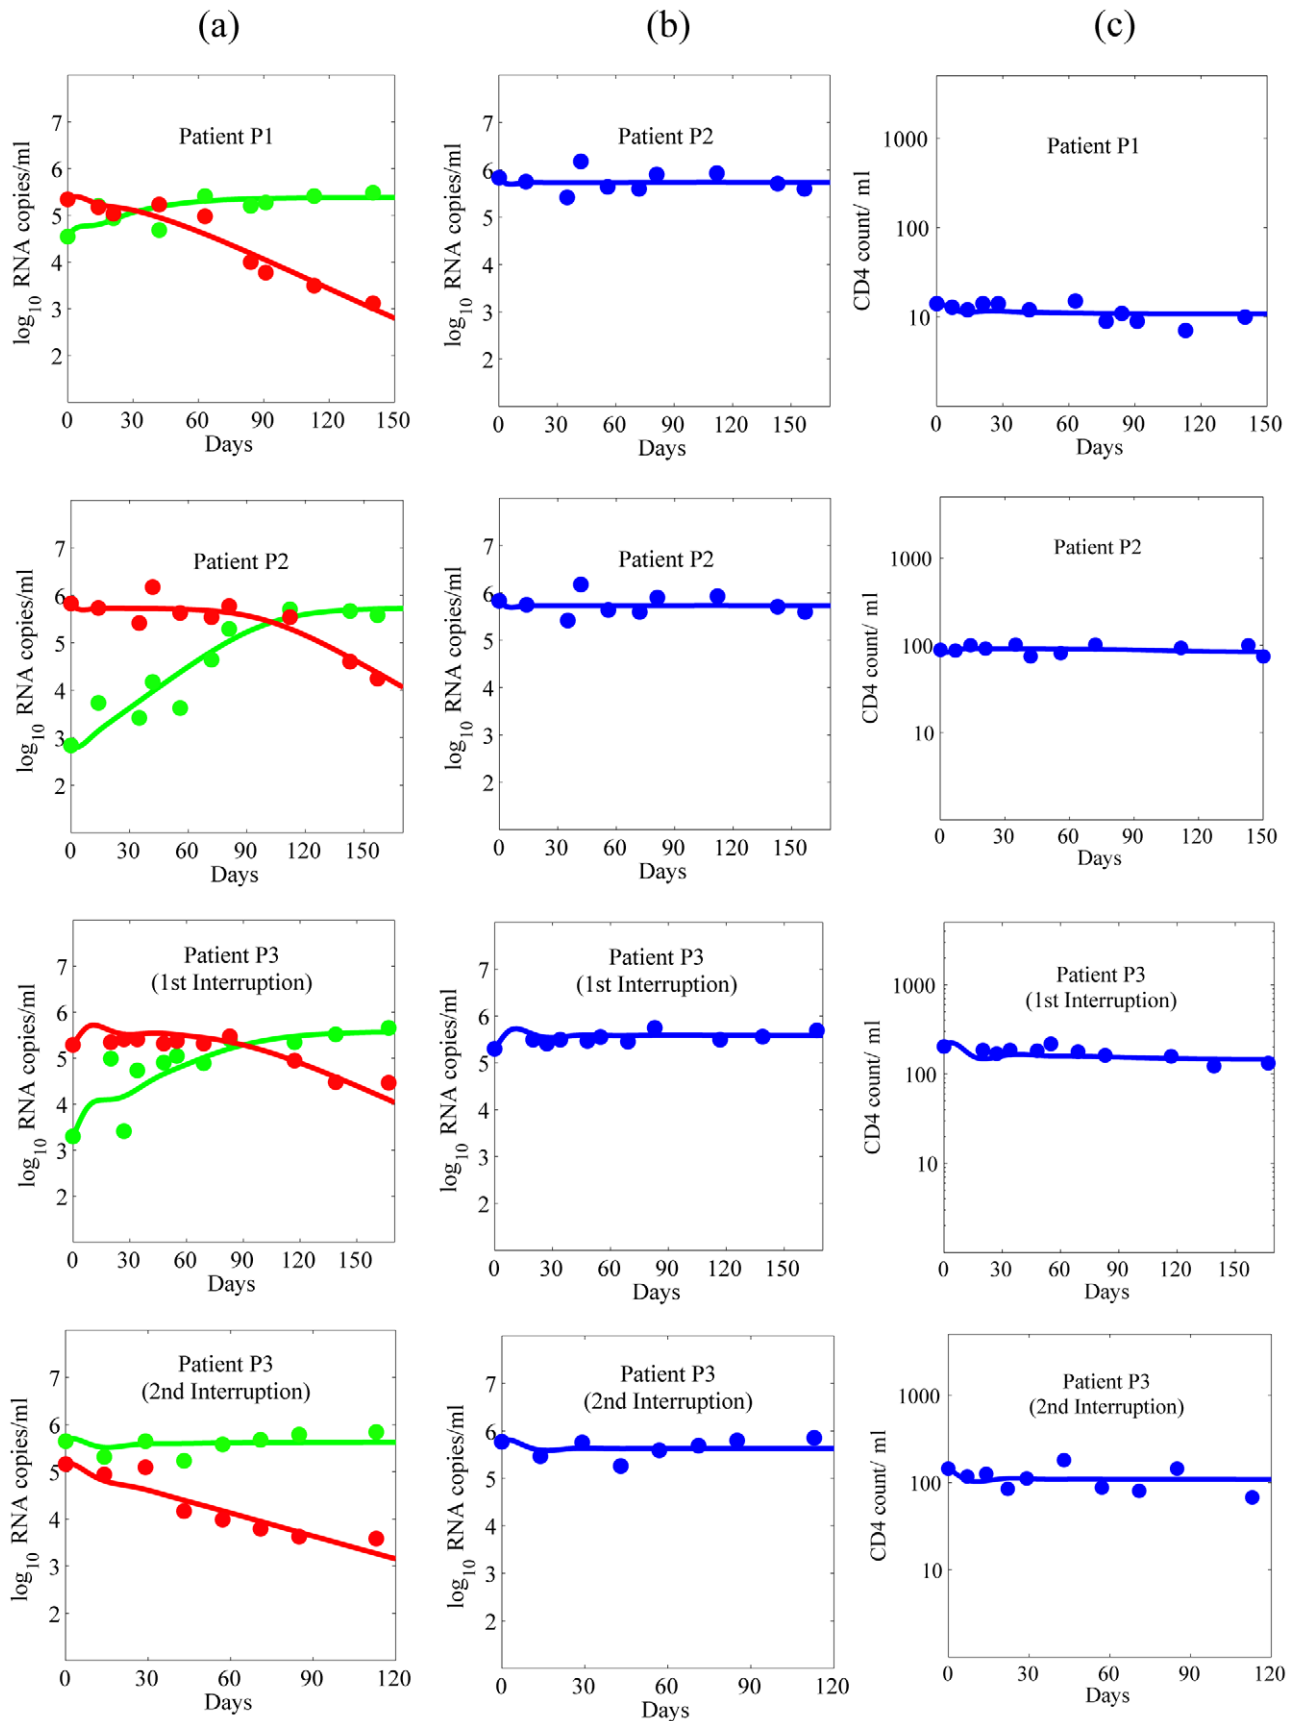 (a) (b) (c)
Patient P1
log10 RNA copies/ml
7
6
5
4
3
2
0 30 60 90 120 150
Days
Patient P2
log10 RNA copies/ml
7
6
5
4
3
2
0 30 60 90 120 150
Days
Patient P1
CD4 count/ ml
1000
100
10
0 30 60 90 120 150
Days
Patient P2
log10 RNA copies/ml
7
6
5
4
3
2
0 30 60 90 120 150
Days
Patient P2
log10 RNA copies/ml
7
6
5
4
3
2
0 30 60 90 120 150
Days
Patient P2
CD4 count/ ml
1000
100
10
0 30 60 90 120 150
Days
Patient P3
(1st Interruption)
log10 RNA copies/ml
7
6
5
4
3
2
0 30 60 90 120 150
Days
Patient P3
(1st Interruption)
log10 RNA copies/ml
7
6
5
4
3
2
0 30 60 90 120 150
Days
Patient P3
(1st Interruption)
CD4 count/ ml
1000
100
10
0 30 60 90 120 150
Days
Patient P3
(2nd Interruption)
log10 RNA copies/ml
7
6
5
4
3
2
0 30 60 90 120
Days
Patient P3
(2nd Interruption)
log10 RNA copies/ml
7
6
5
4
3
2
0 30 60 90 120
Days
Patient P3
(2nd Interruption)
CD4 count/ ml
1000
100
10
0 30 60 90 120
Days